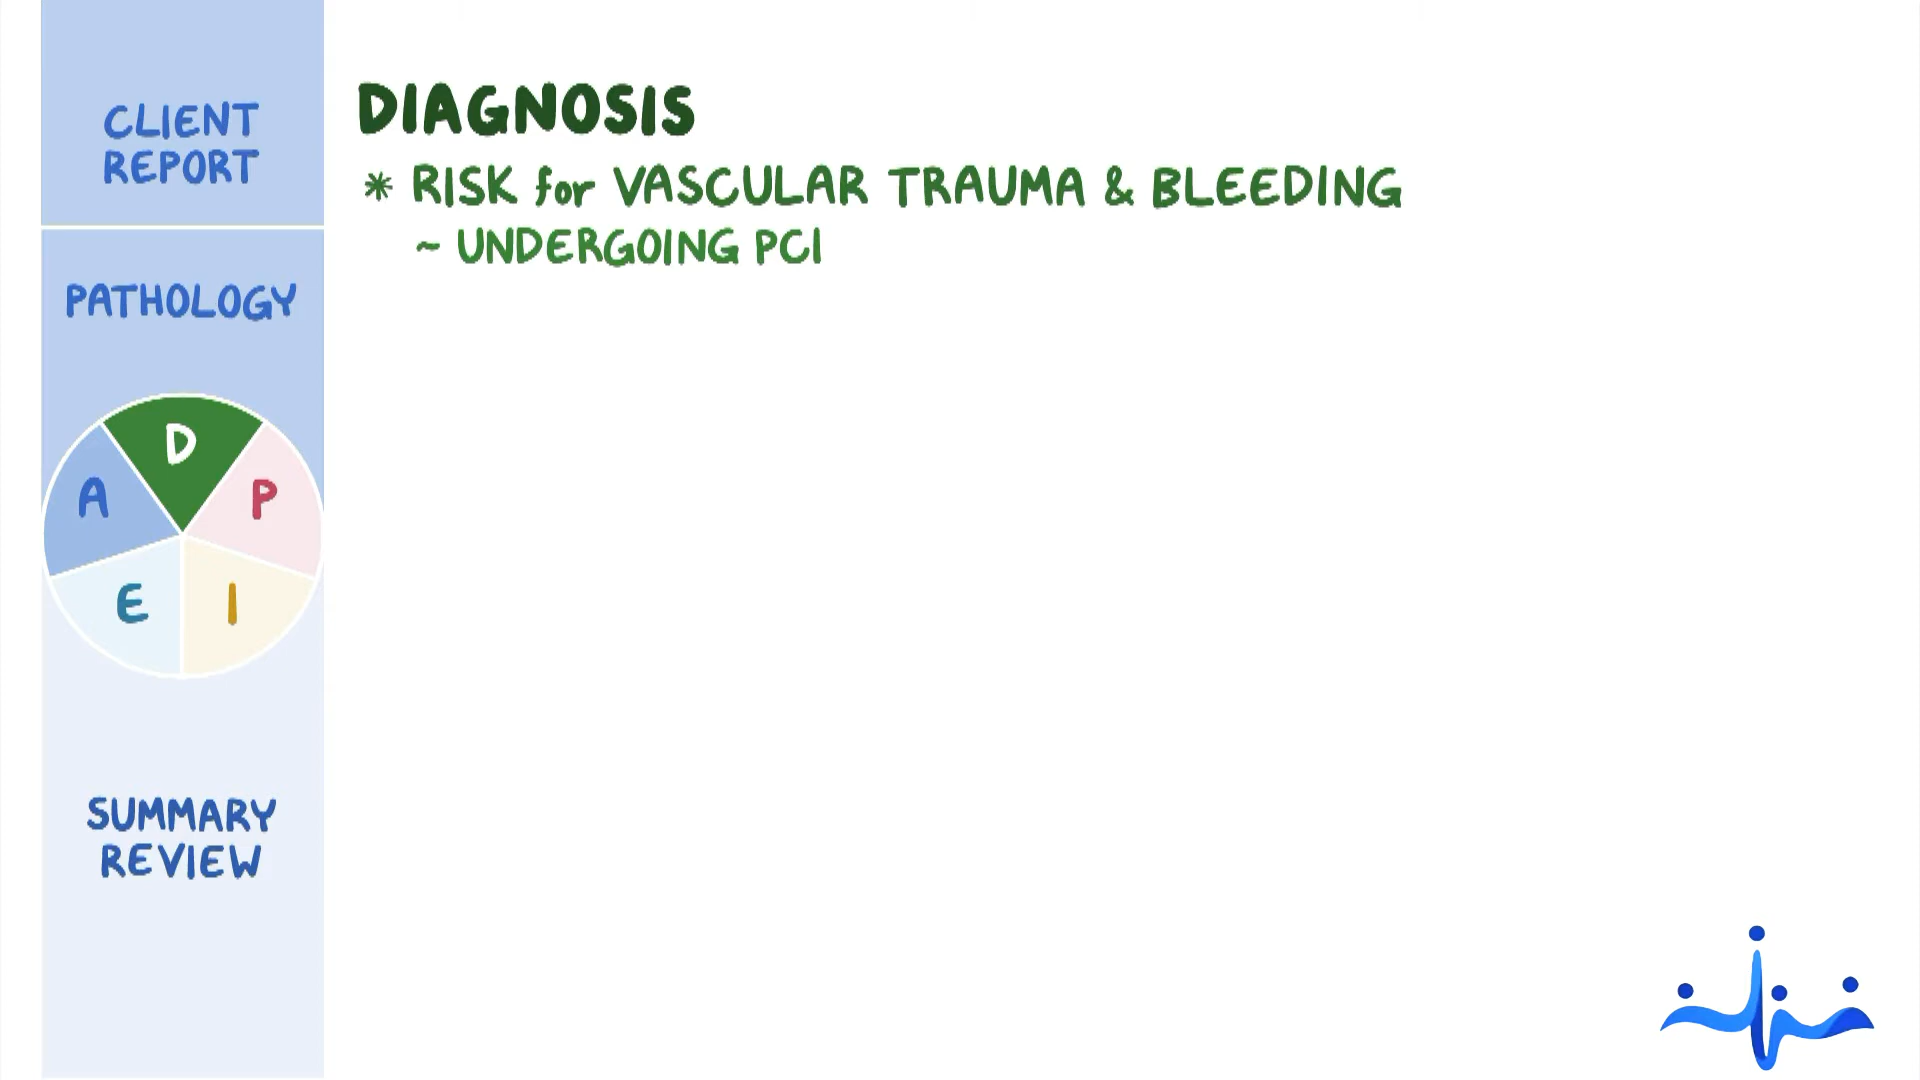 CLIENT
REPORT
PATHOLOGY
A
D
P
E
I
SUMMARY
REVIEW
DIAGNOSIS
* RISK for VASCULAR TRAUMA & BLEEDING
~ UNDERGOING PCI